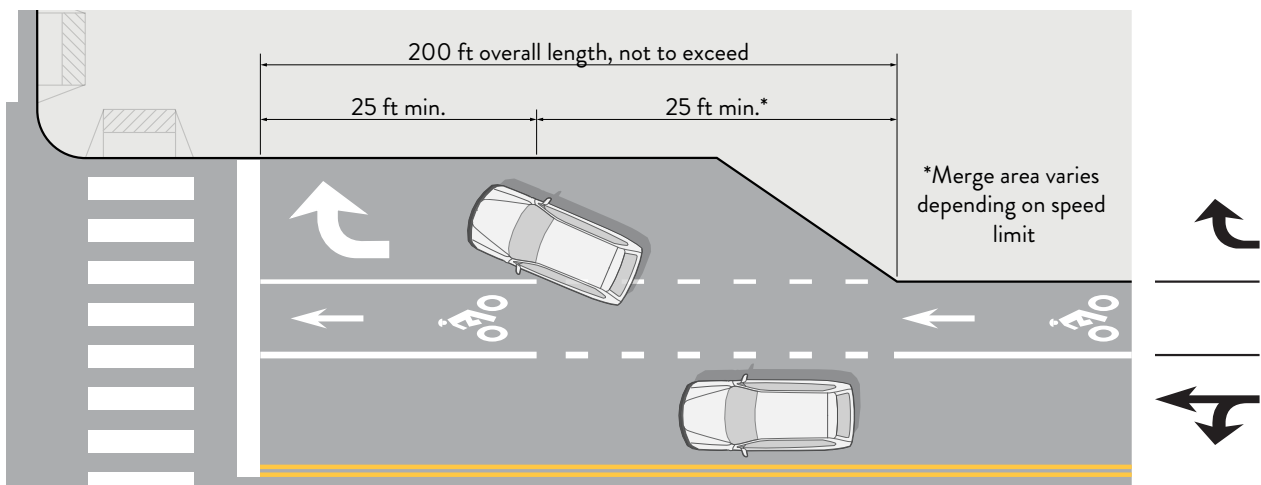 200 ft overall length, not to exceed
25 ft min.
25 ft min.*
*Merge area varies
depending on speed
limit